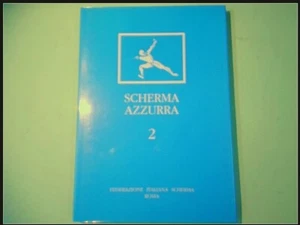 SCHERMA
AZZURRA
2
FEDERAZIONE ITALIANA SCHERMA
ROMA